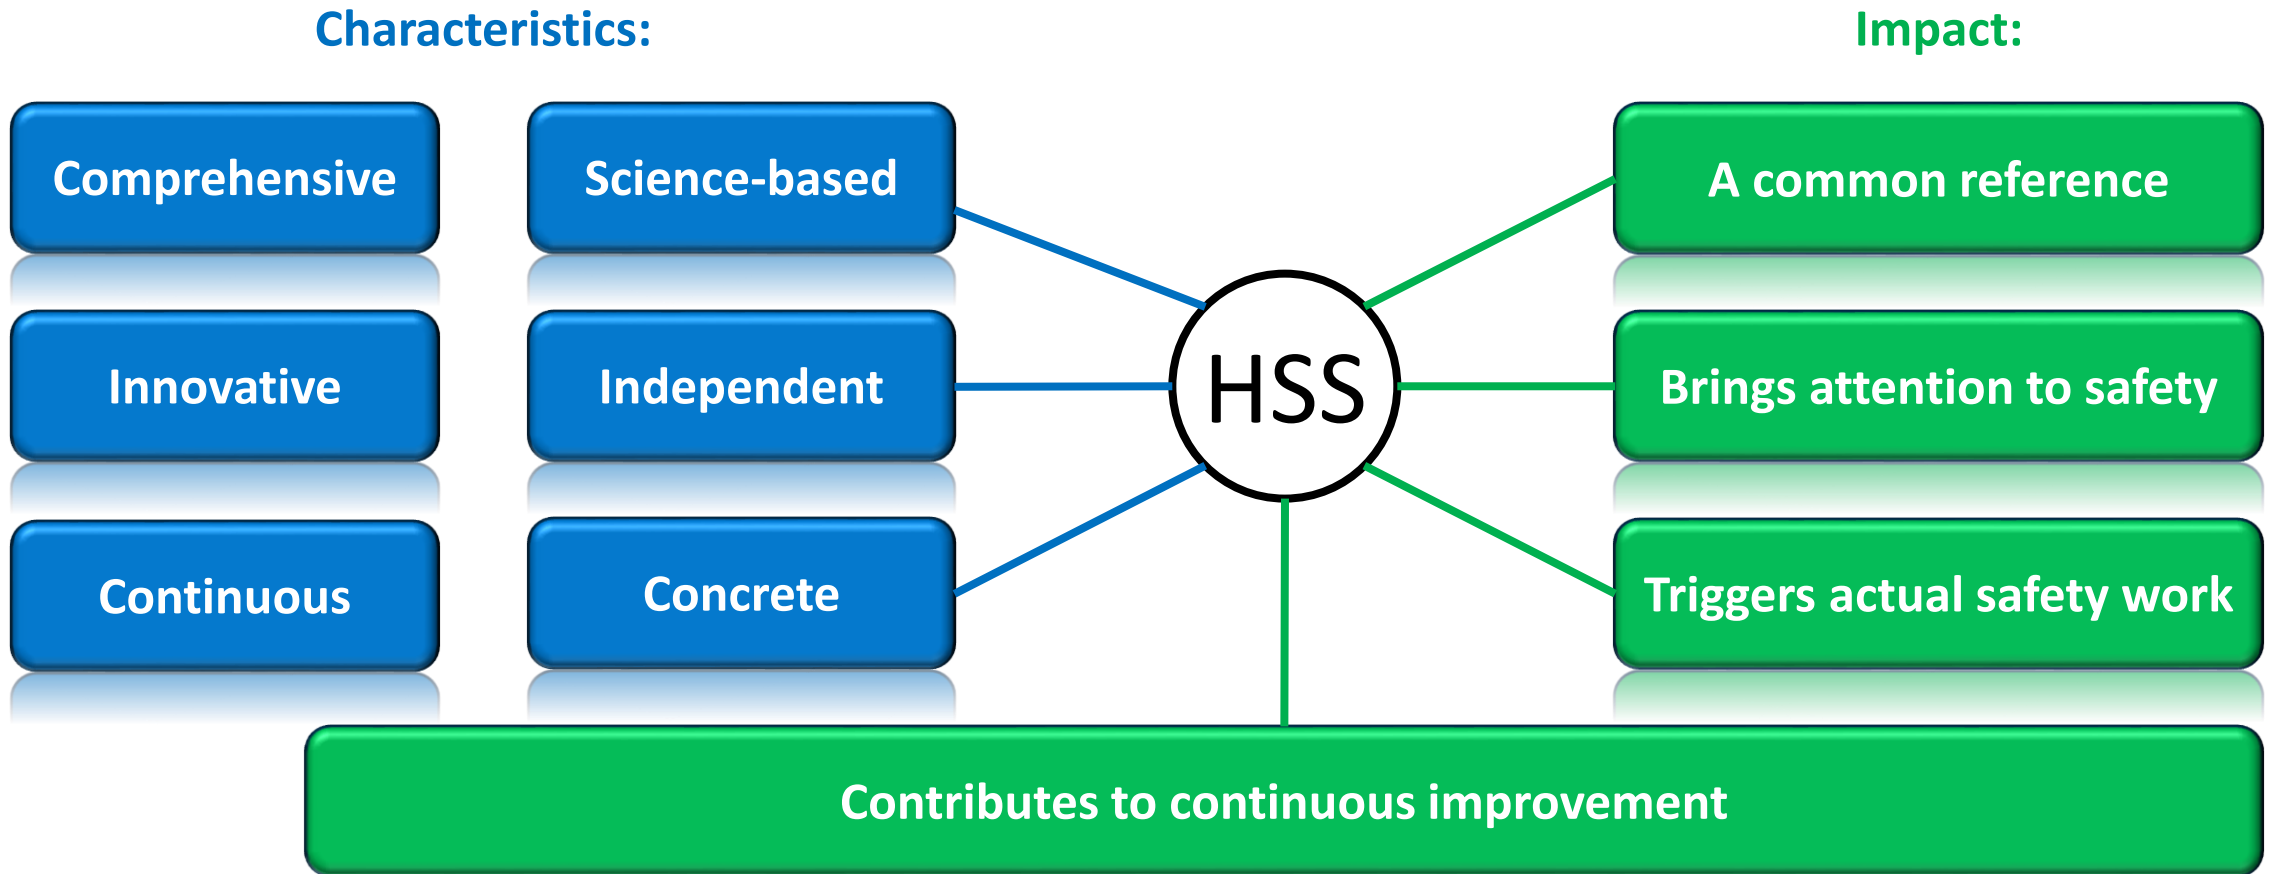 Characteristics:
Impact:
Comprehensive
Science-based
A common reference
Innovative
Independent
HSS
Brings attention to safety
Continuous
Concrete
Triggers actual safety work
Contributes to continuous improvement